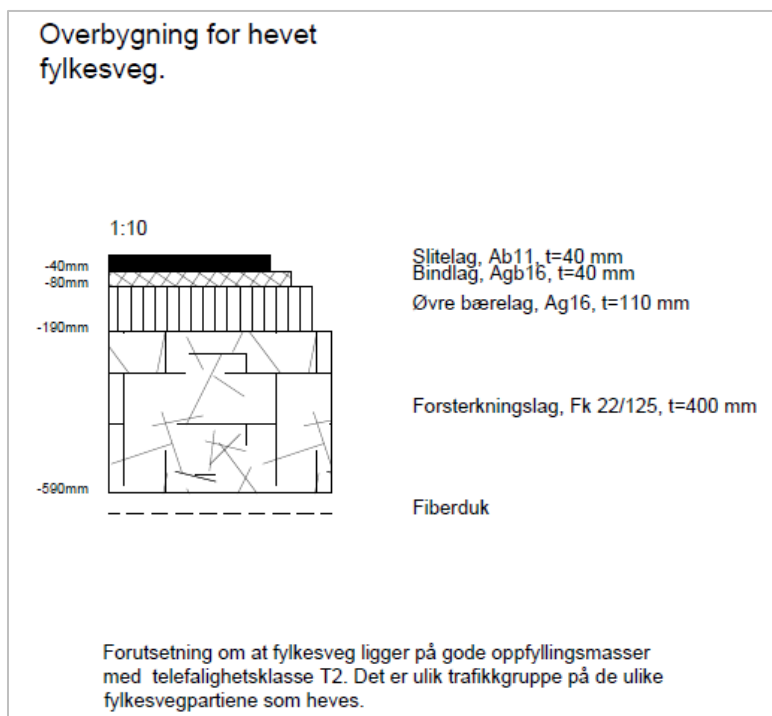 Overbygning for hevet
fylkesveg.
1:10
-40mm
Slitelag, Ab11, t=40 mm
-80mm
Bindlag, Agb16, t=40 mm
Øvre bærelag, Ag16, t=110 mm
-190mm
Forsterkningslag, Fk 22/125, t=400 mm
-590mm
Fiberduk
Forutsetning om at fylkesveg ligger på gode oppfyllingsmasser
med telefalighetsklasse T2. Det er ulik trafikkgruppe på de ulike
fylkesvegpartiene som heves.